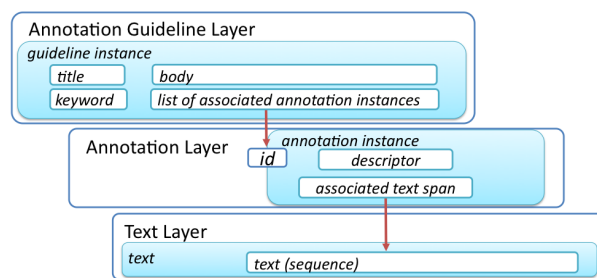 Annotation Guideline Layer
guideline instance
title body
keyword list of associated annotation instances
annotation instance
Annotation Layer id descriptor
associated text span
Text Layer
text text (sequence)